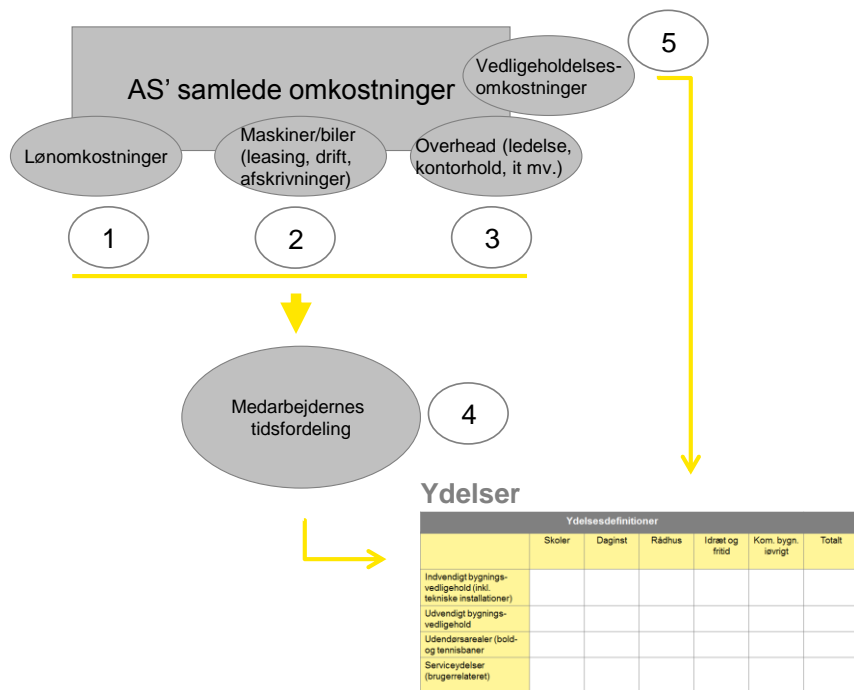 5
Vedligeholdelses-
omkostninger
AS’ samlede omkostninger
Lønomkostninger
Maskiner/biler
(leasing, drift,
afskrivninger)
Overhead (ledelse,
kontorhold, it mv.)
1
2
3
Medarbejdernes
tidsfordeling
4
Ydelser
Ydelsesdefinitioner
Skoler Daginst Rådhus Idræt og Kom. bygn. Totalt
fritid iøvrigt
Indvendigt bygnings-
vedligehold (inkl.
tekniske installationer)
Udvendigt bygnings-
vedligehold
Udendørsarealer (bold-
og tennisbaner
Serviceydelser
(brugerrelateret)